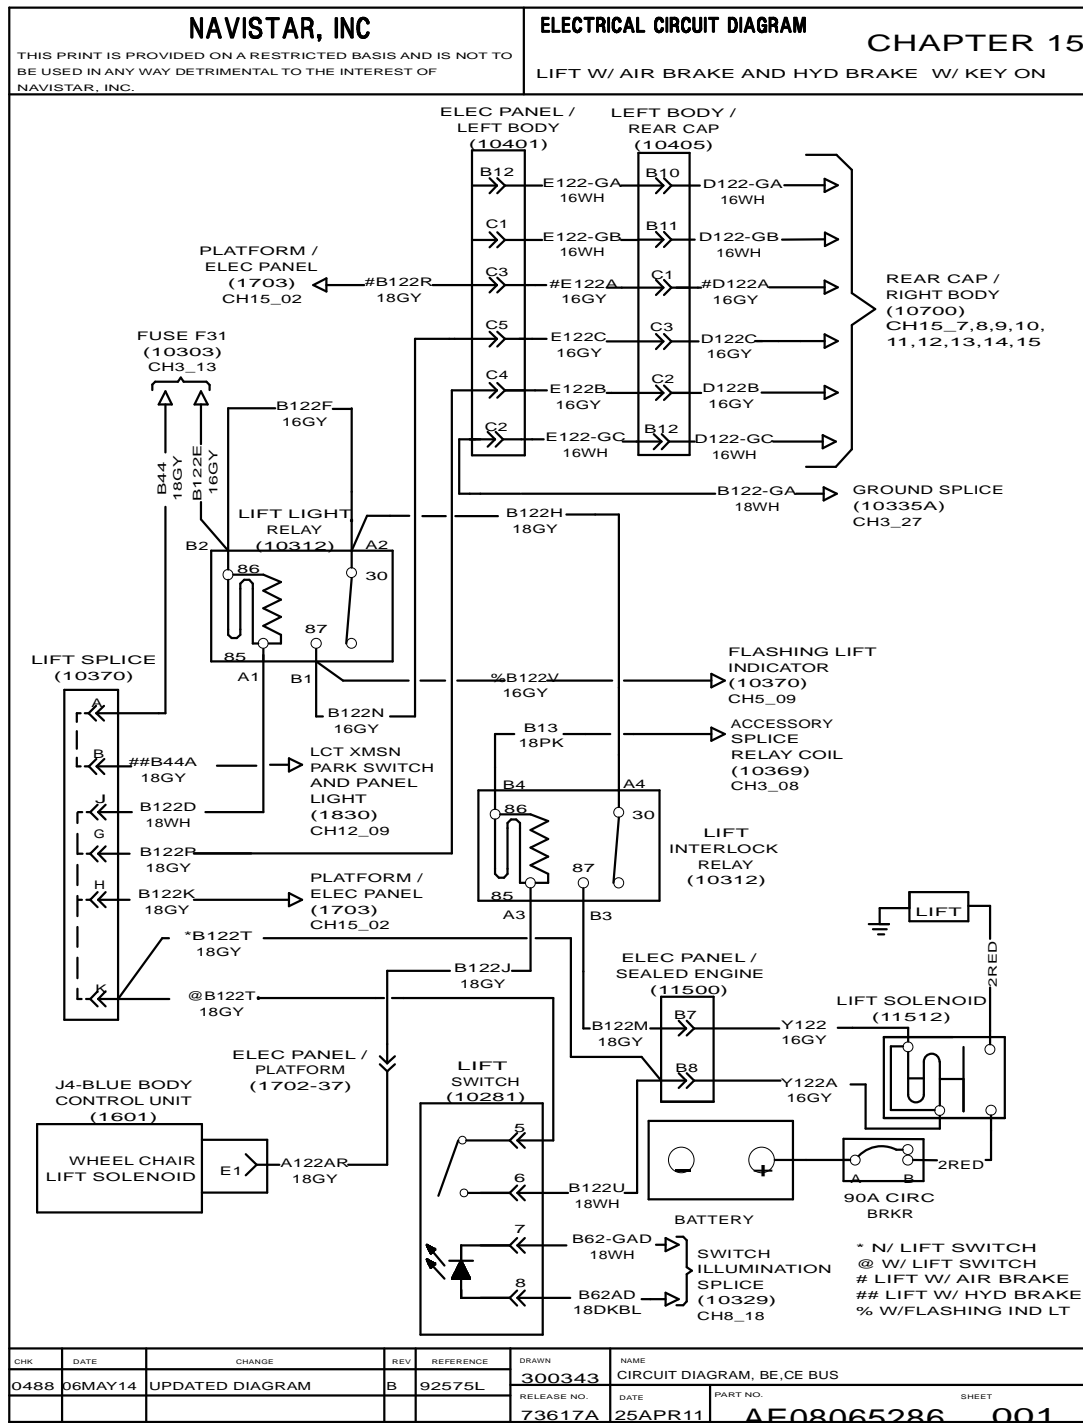 NAVISTAR, INC
THIS PRINT IS PROVIDED ON A RESTRICTED BASIS AND IS NOT TO
BE USED IN ANY WAY DETRIMENTAL TO THE INTEREST OF
NAVISTAR, INC.
ELECTRICAL CIRCUIT DIAGRAM
CHAPTER 15
LIFT W/ AIR BRAKE AND HYD BRAKE W/ KEY ON
ELEC PANEL /
LEFT BODY
(10401)
LEFT BODY /
REAR CAP
(10405)
B12
E122-GA
16WH
B10
D122-GA
16WH
C1
E122-GB
16WH
B11
D122-GB
16WH
PLATFORM /
ELEC PANEL
(1703)
CH15_02
#B122R
18GY
C3
#E122A
16GY
C1
#D122A
16GY
REAR CAP /
RIGHT BODY
(10700)
CH15_7,8,9,10,
11,12,13,14,15
C5
E122C
16GY
C3
D122C
16GY
FUSE F31
(10303)
CH3_13
C4
E122B
16GY
C2
D122B
16GY
B122F
16GY
C2
E122-GC
16WH
B12
D122-GC
16WH
B44
18GY
B122E
16GY
B122-GA
18WH
GROUND SPLICE
(10335A)
CH3_27
LIFT LIGHT
RELAY
(10312)
B122H
18GY
B2
A2
86
30
87
85
A1
B1
LIFT SPLICE
(10370)
FLASHING LIFT
INDICATOR
(10370)
CH5_09
%B122V
16GY
A
B122N
16GY
B13
18PK
ACCESSORY
SPLICE
RELAY COIL
(10369)
CH3_08
B
##B44A
18GY
LCT XMSN
PARK SWITCH
AND PANEL
LIGHT
(1830)
CH12_09
B4
A4
86
30
J
B122D
18WH
LIFT
INTERLOCK
RELAY
(10312)
G
B122P
18GY
87
85
A3
B3
H
B122K
18GY
PLATFORM /
ELEC PANEL
(1703)
CH15_02
LIFT
*B122T
18GY
2RED
B122J
18GY
ELEC PANEL /
SEALED ENGINE
(11500)
K
@B122T
18GY
LIFT SOLENOID
(11512)
B122M
18GY
B7
Y122
16GY
ELEC PANEL /
PLATFORM
(1702-37)
LIFT
SWITCH
(10281)
B8
Y122A
16GY
J4-BLUE BODY
CONTROL UNIT
(1601)
5
WHEEL CHAIR
LIFT SOLENOID
E1
A122AR
18GY
6
B122U
18WH
A
B
2RED
90A CIRC
BRKR
BATTERY
7
B62-GAD
18WH
8
B62AD
18DKBL
SWITCH
ILLUMINATION
SPLICE
(10329)
CH8_18
* N/ LIFT SWITCH
@ W/ LIFT SWITCH
# LIFT W/ AIR BRAKE
## LIFT W/ HYD BRAKE
% W/FLASHING IND LT
CHK DATE CHANGE REV REFERENCE
0488 06MAY14 UPDATED DIAGRAM B 92575L
DRAWN
300343
NAME
CIRCUIT DIAGRAM, BE,CE BUS
RELEASE NO.
73617A
DATE
25APR11
PART NO.
AE08065286
SHEET
001